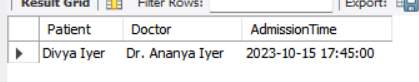 Result Grid Filter Rows: Export:
Patient Doctor AdmissionTime
Divya Iyer Dr. Ananya Iyer 2023-10-15 17:45:00